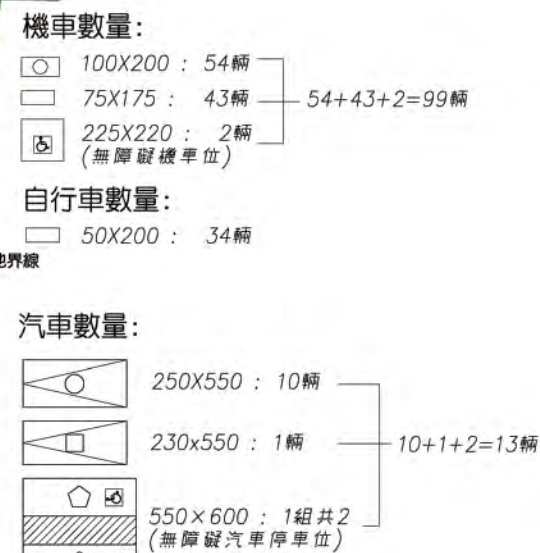 機車數量:
100X200 : 54輛
75X175 : 43輛
54+43+2=99輛
225X220 : 2輛
(無障礙機車位)
自行車數量:
50X200 : 34輛
界線
汽車數量:
250X550 : 10輛
230x550 : 1輛
10+1+2=13輛
550×600 : 1組共2
(無障礙汽車停車位)